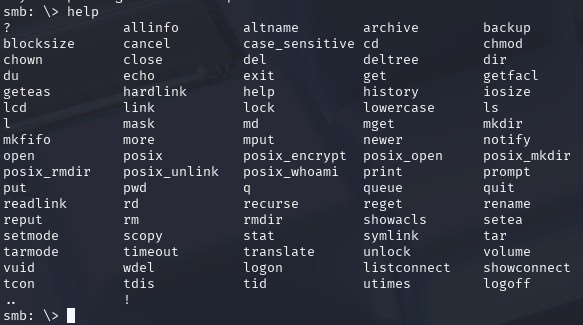 smb: \> help
? allinfo altname archive backup
blocksize cancel case_sensitive cd chmod
chown close del deltree dir
du echo exit get getfacl
geteas hardlink help history iosize
lcd link lock lowercase ls
l mask md mget mkdir
mkfifo more mput newer notify
open posix posix_encrypt posix_open posix_mkdir
posix_rmdir posix_unlink posix_whoami print prompt
put pwd q queue quit
readlink rd recurse reget rename
reput rm rmdir showacls setea
setmode scopy stat symlink tar
tarmode timeout translate unlock volume
vuid wdel logon listconnect showconnect
tcon tdis tid utimes logoff
.. !
smb: \>